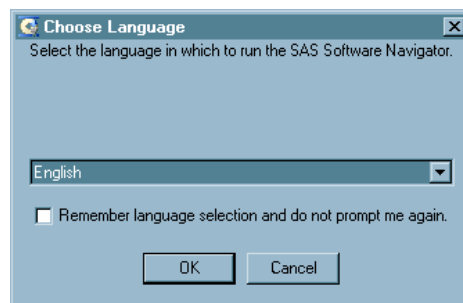 Choose Language
Select the language in which to run the SAS Software Navigator.
English
Remember language selection and do not prompt me again.
OK
Cancel